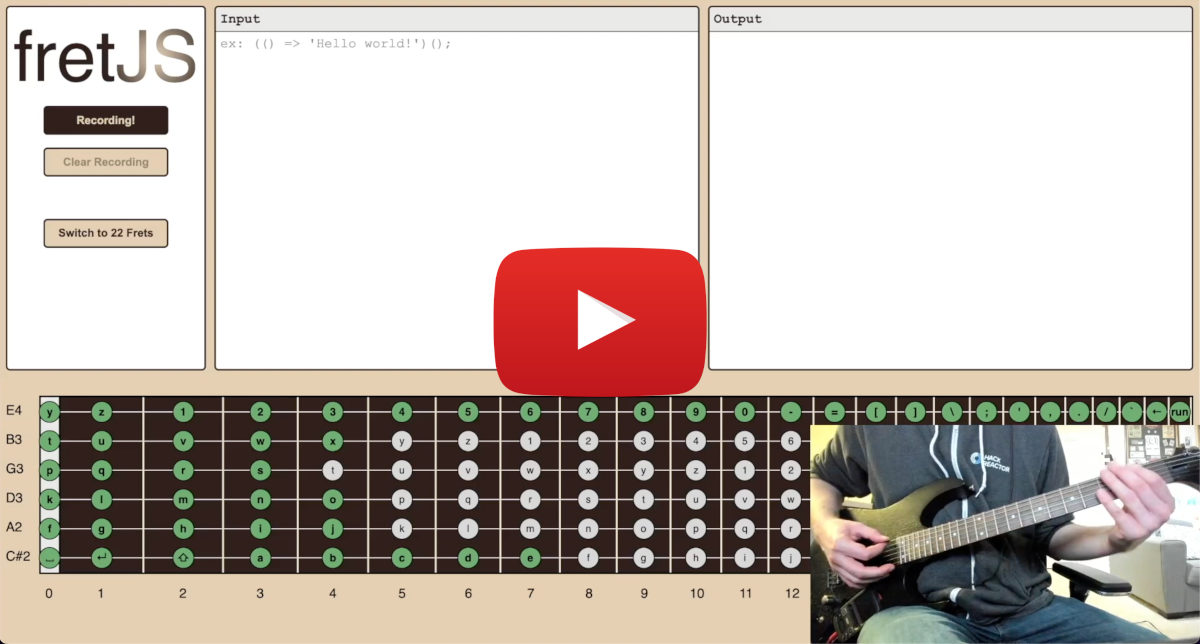 fretJS
Recording!
Clear Recording
Switch to 22 Frets
Input
ex: (() => 'Hello world!')();
Output
E4 y z 1 2 3 4 5 6 7 8 9 0 - = [ ] \ ; ' , . / ` ← run
B3 t u v w x y z 1 2 3 4 5 6
G3 p q r s t u v w x y z 1 2
D3 k l m n o p q r s t u v w
A2 f g h i j k l m n o p q r
C#2 ⎵ ↵ ⇧ a b c d e f g h i j
0 1 2 3 4 5 6 7 8 9 10 11 12
HACK
REACTOR